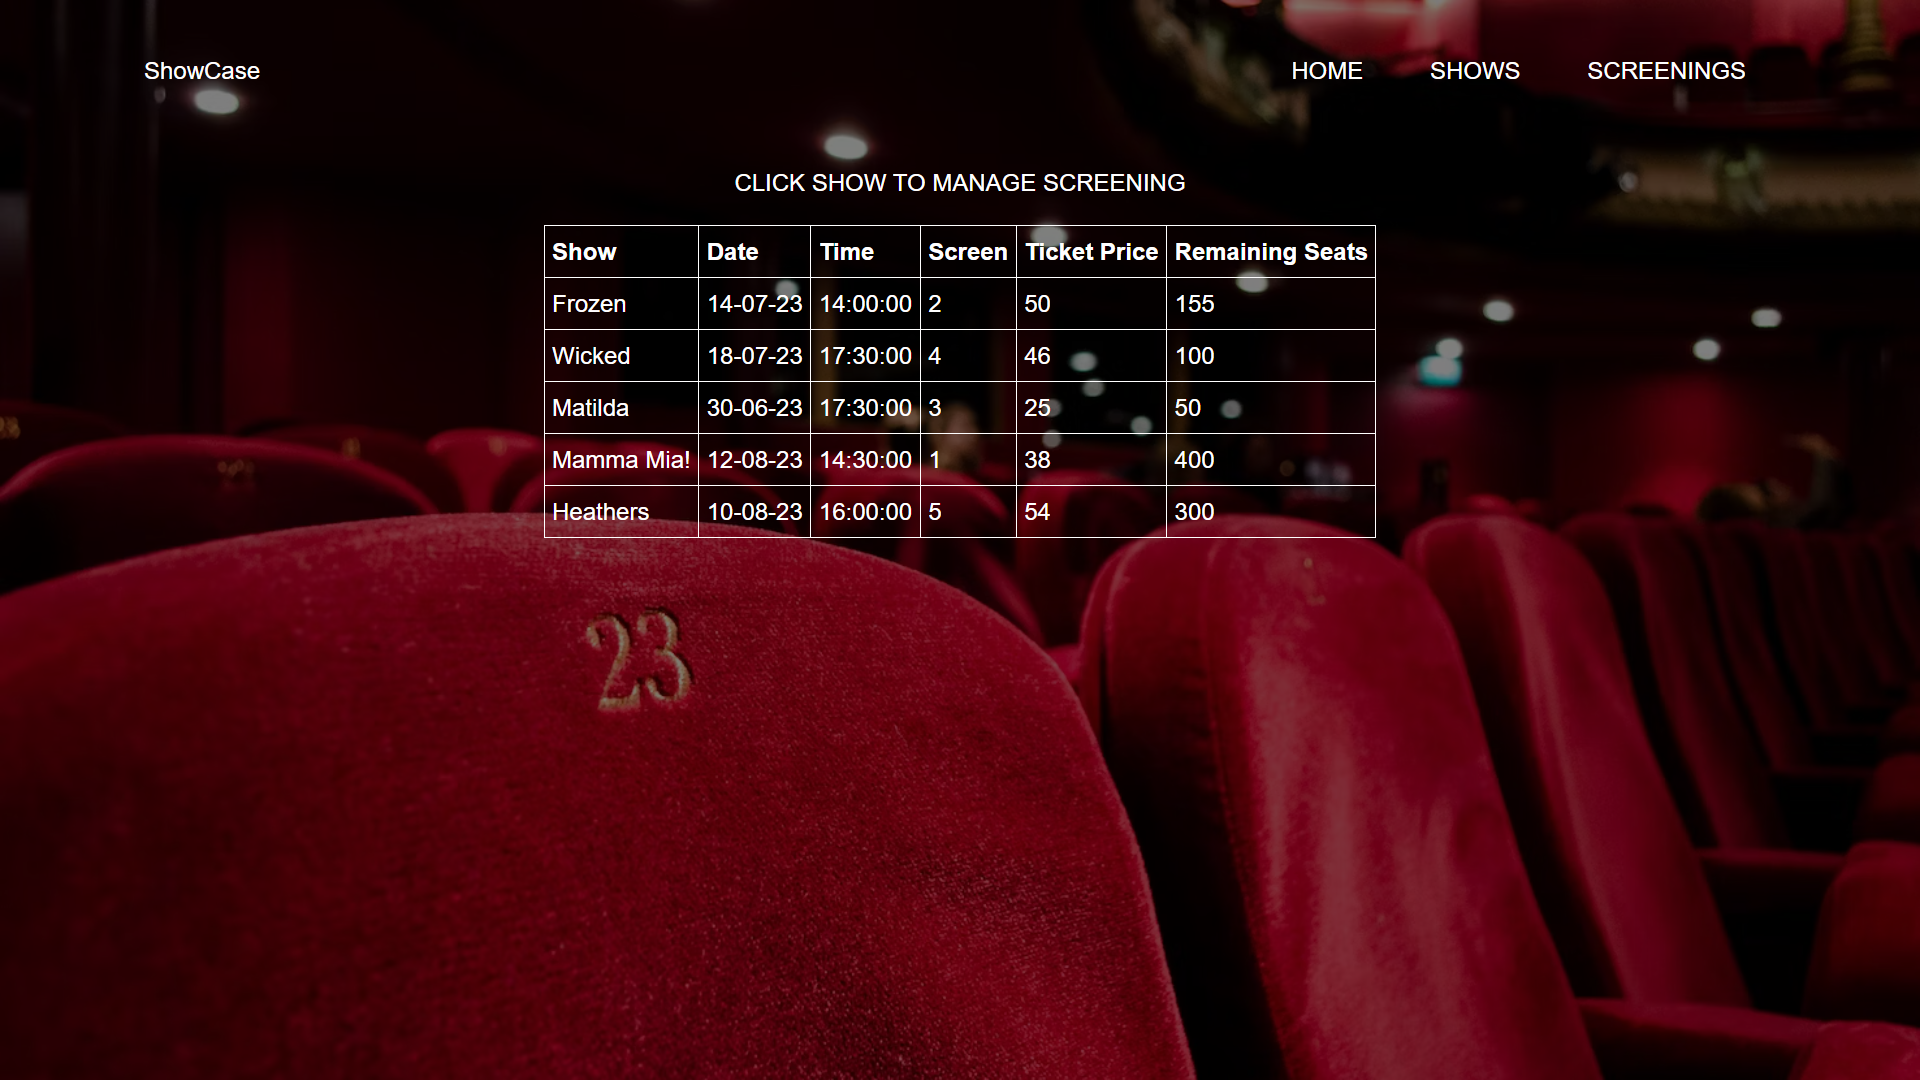 ShowCase HOME SHOWS SCREENINGS
CLICK SHOW TO MANAGE SCREENING
Show Date Time Screen Ticket Price Remaining Seats
Frozen 14-07-23 14:00:00 2 50 155
Wicked 18-07-23 17:30:00 4 46 100
Matilda 30-06-23 17:30:00 3 25 50
Mamma Mia! 12-08-23 14:30:00 1 38 400
Heathers 10-08-23 16:00:00 5 54 300
23